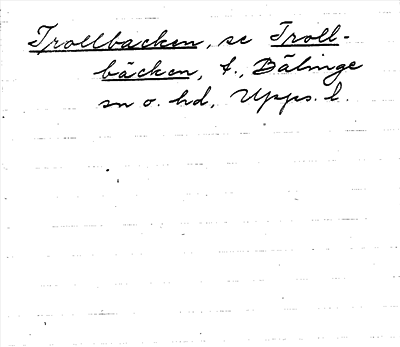 Trollbacken, se Troll-
bäcken, t., Bälinge
sn o. hd, Upps. l.